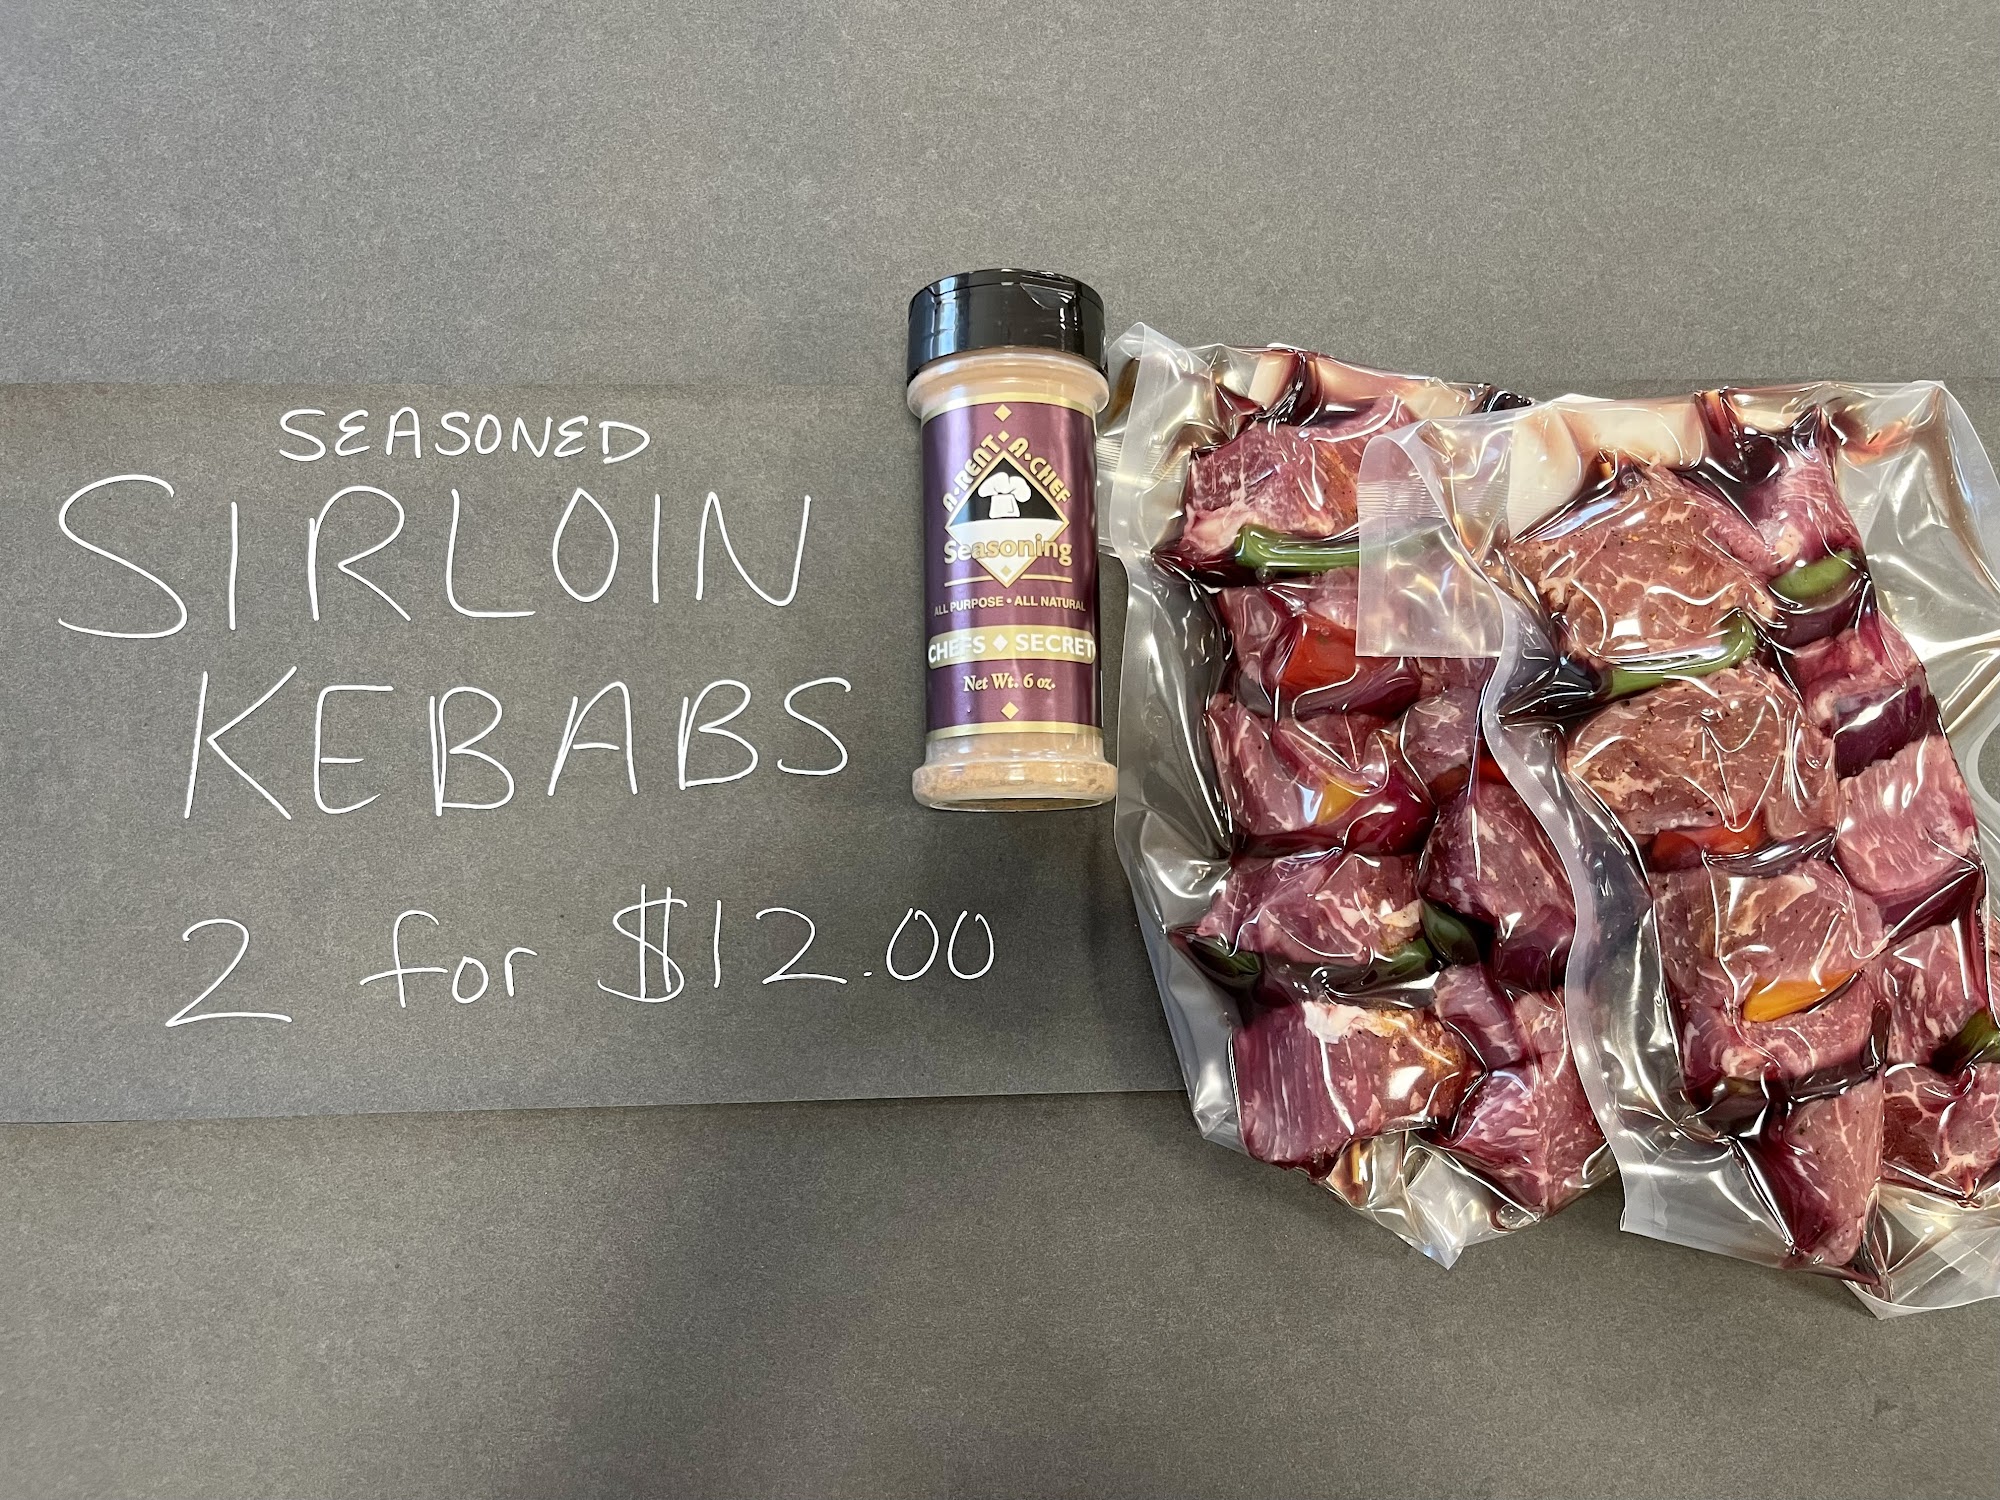 SEASONED
SIRLOIN
KEBABS
2 for $12.00
A•RENT•A•CHEF
Seasoning
ALL PURPOSE • ALL NATURAL
CHEFS ♦ SECRET
Net Wt. 6 oz.